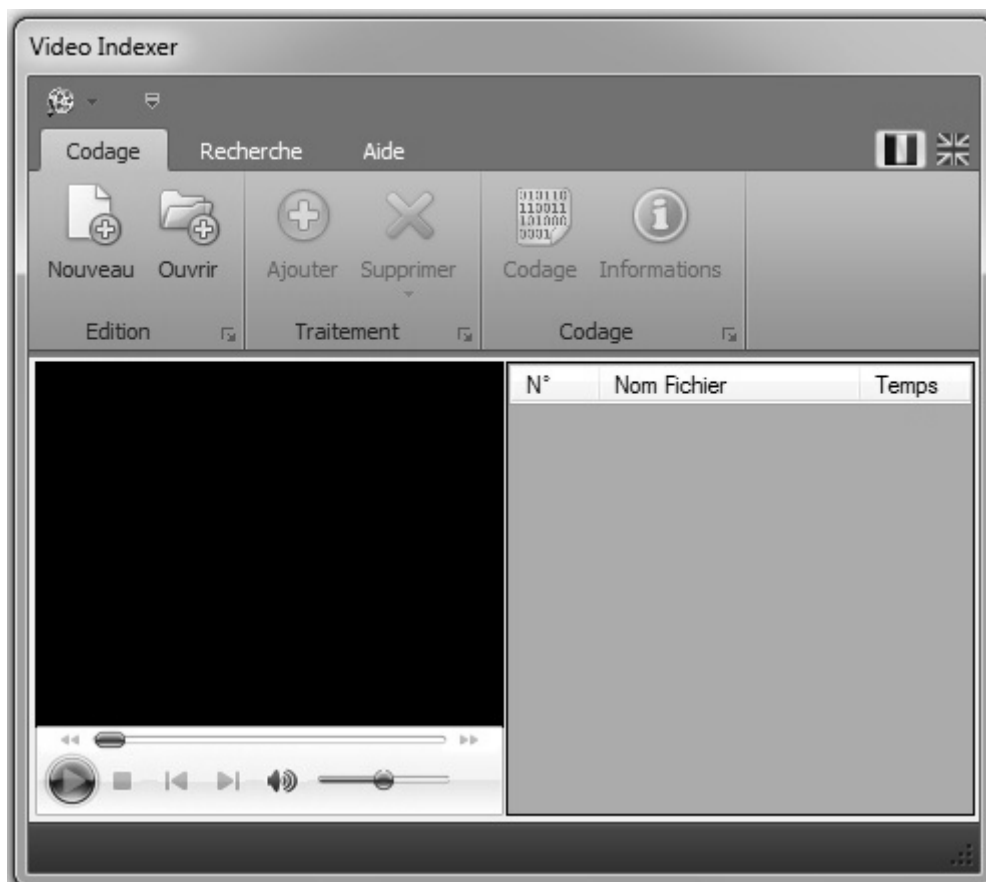 Video Indexer
Codage Recherche Aide
Nouveau Ouvrir Ajouter Supprimer Codage Informations
Edition Traitement Codage
N° Nom Fichier Temps